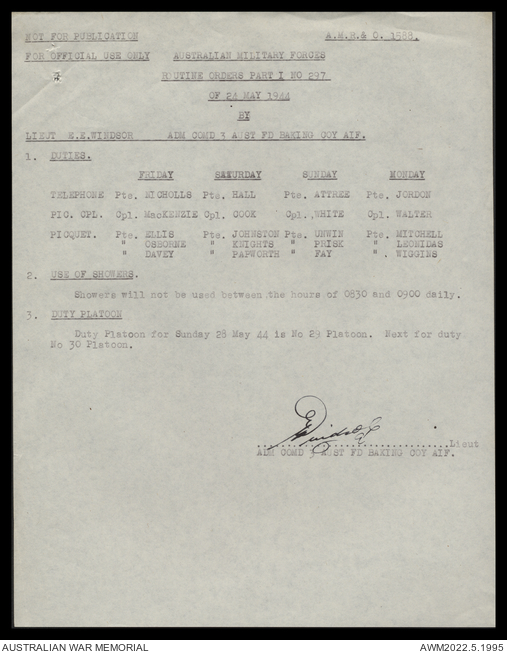 NOT FOR PUBLICATION A.M.R.& O. 1588.
FOR OFFICIAL USE ONLY AUSTRALIAN MILITARY FORCES
ROUTINE ORDERS PART I NO 297
OF 24 MAY 1944
BY
LIEUT E.E.WINDSOR ADM COMD 3 AUST FD BAKING COY AIF.
1. DUTIES.
FRIDAY SATURDAY SUNDAY MONDAY
TELEPHONE Pte. NICHOLLS Pte. HALL Pte. ATTREE Pte. JORDON
PIC. CPL. Cpl. MacKENZIE Cpl. COOK Cpl. WHITE Cpl. WALTER
PICQUET. Pte. ELLIS Pte. JOHNSTON Pte. UNWIN Pte. MITCHELL
" OSBORNE " KNIGHTS " PRISK " LEONIDAS
" DAVEY " PAPWORTH " FAY " . WIGGINS
2. USE OF SHOWERS.
Showers will not be used between the hours of 0830 and 0900 daily.
3. DUTY PLATOON
Duty Platoon for Sunday 28 May 44 is No 29 Platoon. Next for duty
No 30 Platoon.
EWindsor
..............................Lieut
ADM COMD 3 AUST FD BAKING COY AIF.
AUSTRALIAN WAR MEMORIAL AWM2022.5.1995